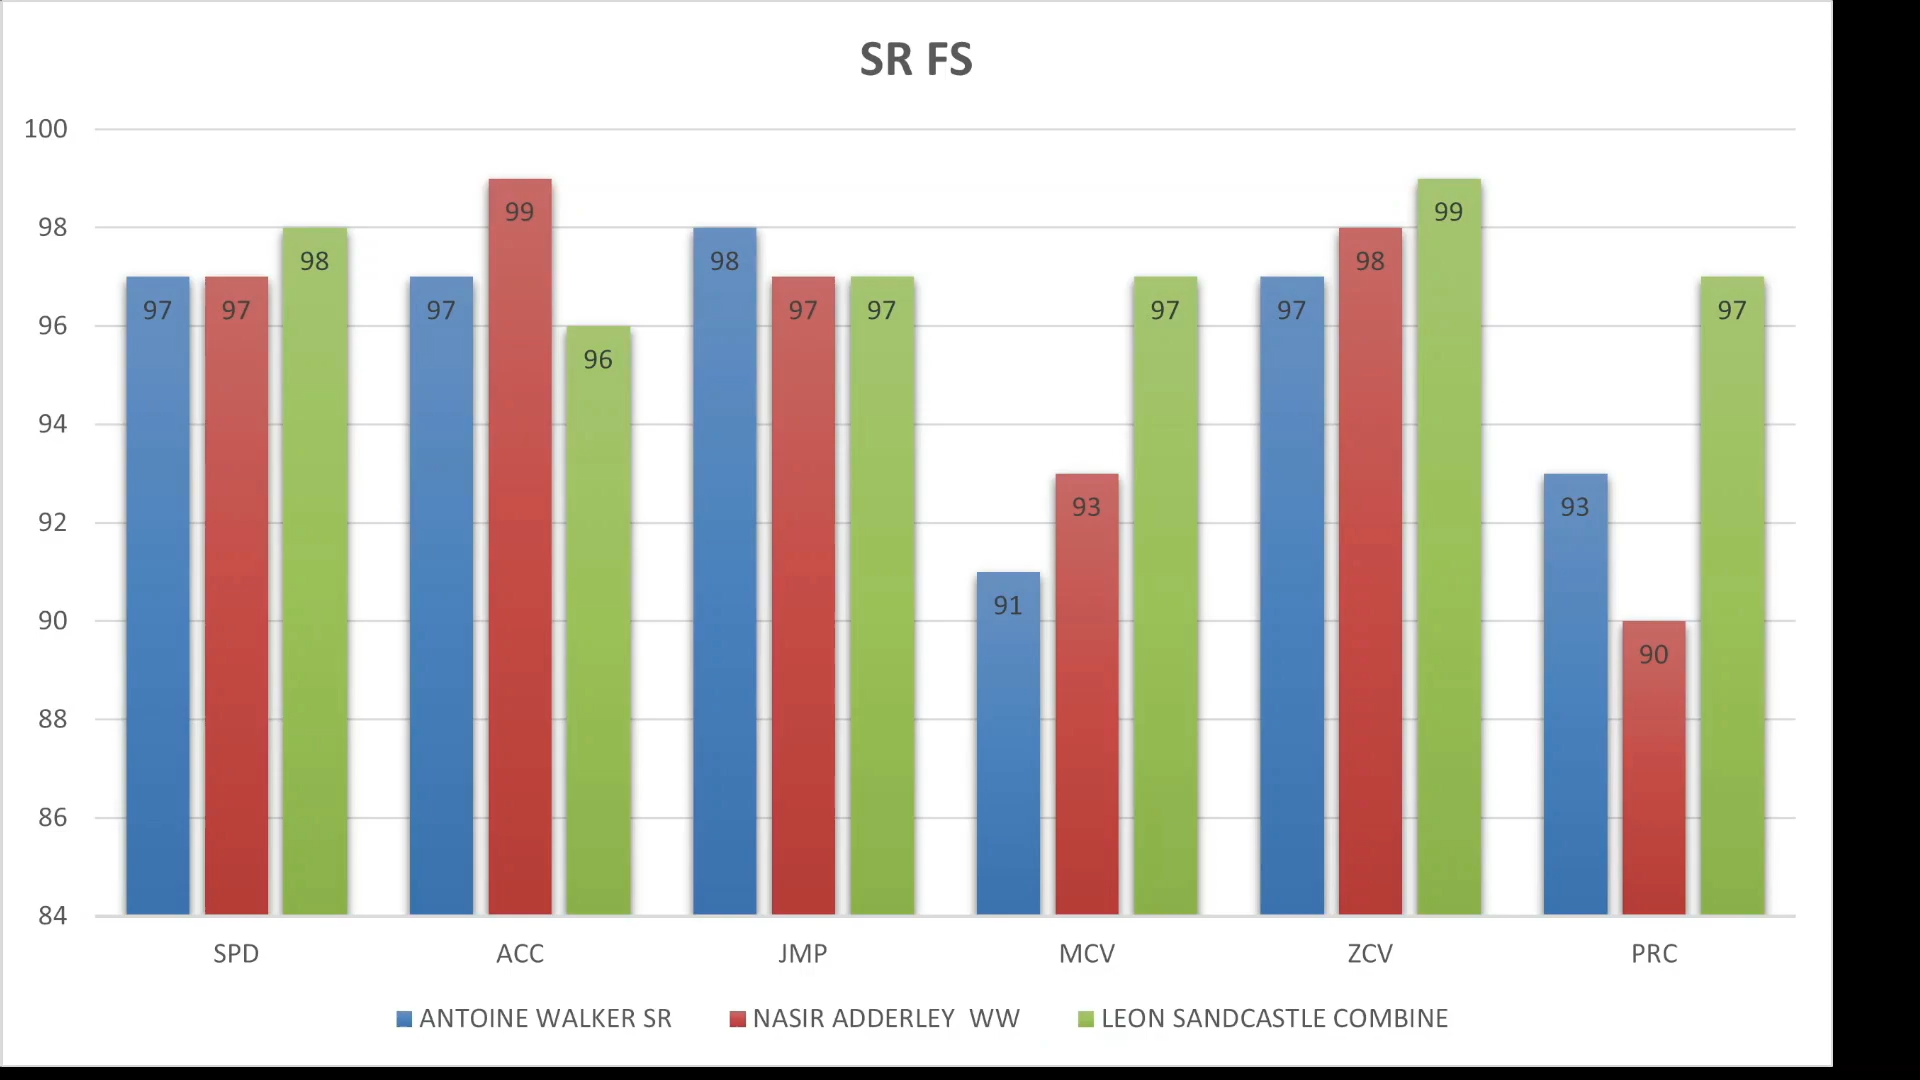 SR FS
100
98
96
94
92
90
88
86
84
97 97 98
97 99 96
98 97 97
91 93 97
97 98 99
93 90 97
SPD ACC JMP MCV ZCV PRC
ANTOINE WALKER SR NASIR ADDERLEY  WW LEON SANDCASTLE COMBINE